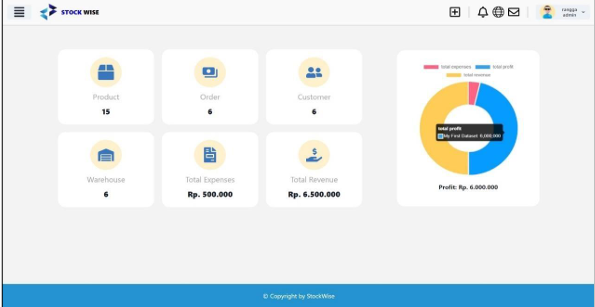 STOCK WISE
rangga
admin
Product
15
Order
6
Customer
6
Warehouse
6
Total Expenses
Rp. 500.000
Total Revenue
Rp. 6.500.000
total expenses
total profit
total revenue
total profit
My First Dataset: 6,000,000
Profit: Rp. 6.000.000
© Copyright by StockWise